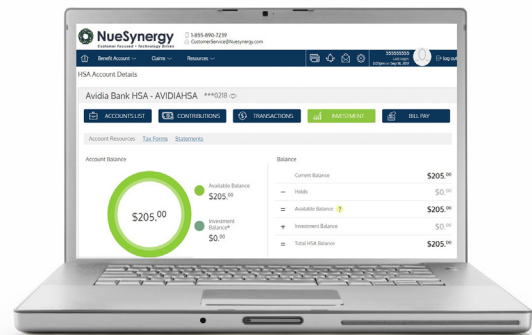 NueSynergy
Customer Focused • Technology Driven
1-855-890-7239
CustomerService@Nuesynergy.com
Benefit Account
Claims
Resources
5555555555
Last login
log out
HSA Account Details
Avidia Bank HSA - AVIDIAHSA ***0218
ACCOUNTS LIST
CONTRIBUTIONS
TRANSACTIONS
INVESTMENT
BILL PAY
Account Resources Tax Forms Statements
Account Balance
$205.00
Available Balance
$205.00
Investment
Balance*
$0.00
Balance
Current Balance $205.00
− Holds $0.00
= Available Balance ? $205.00
+ Investment Balance $0.00
= Total HSA Balance $205.00